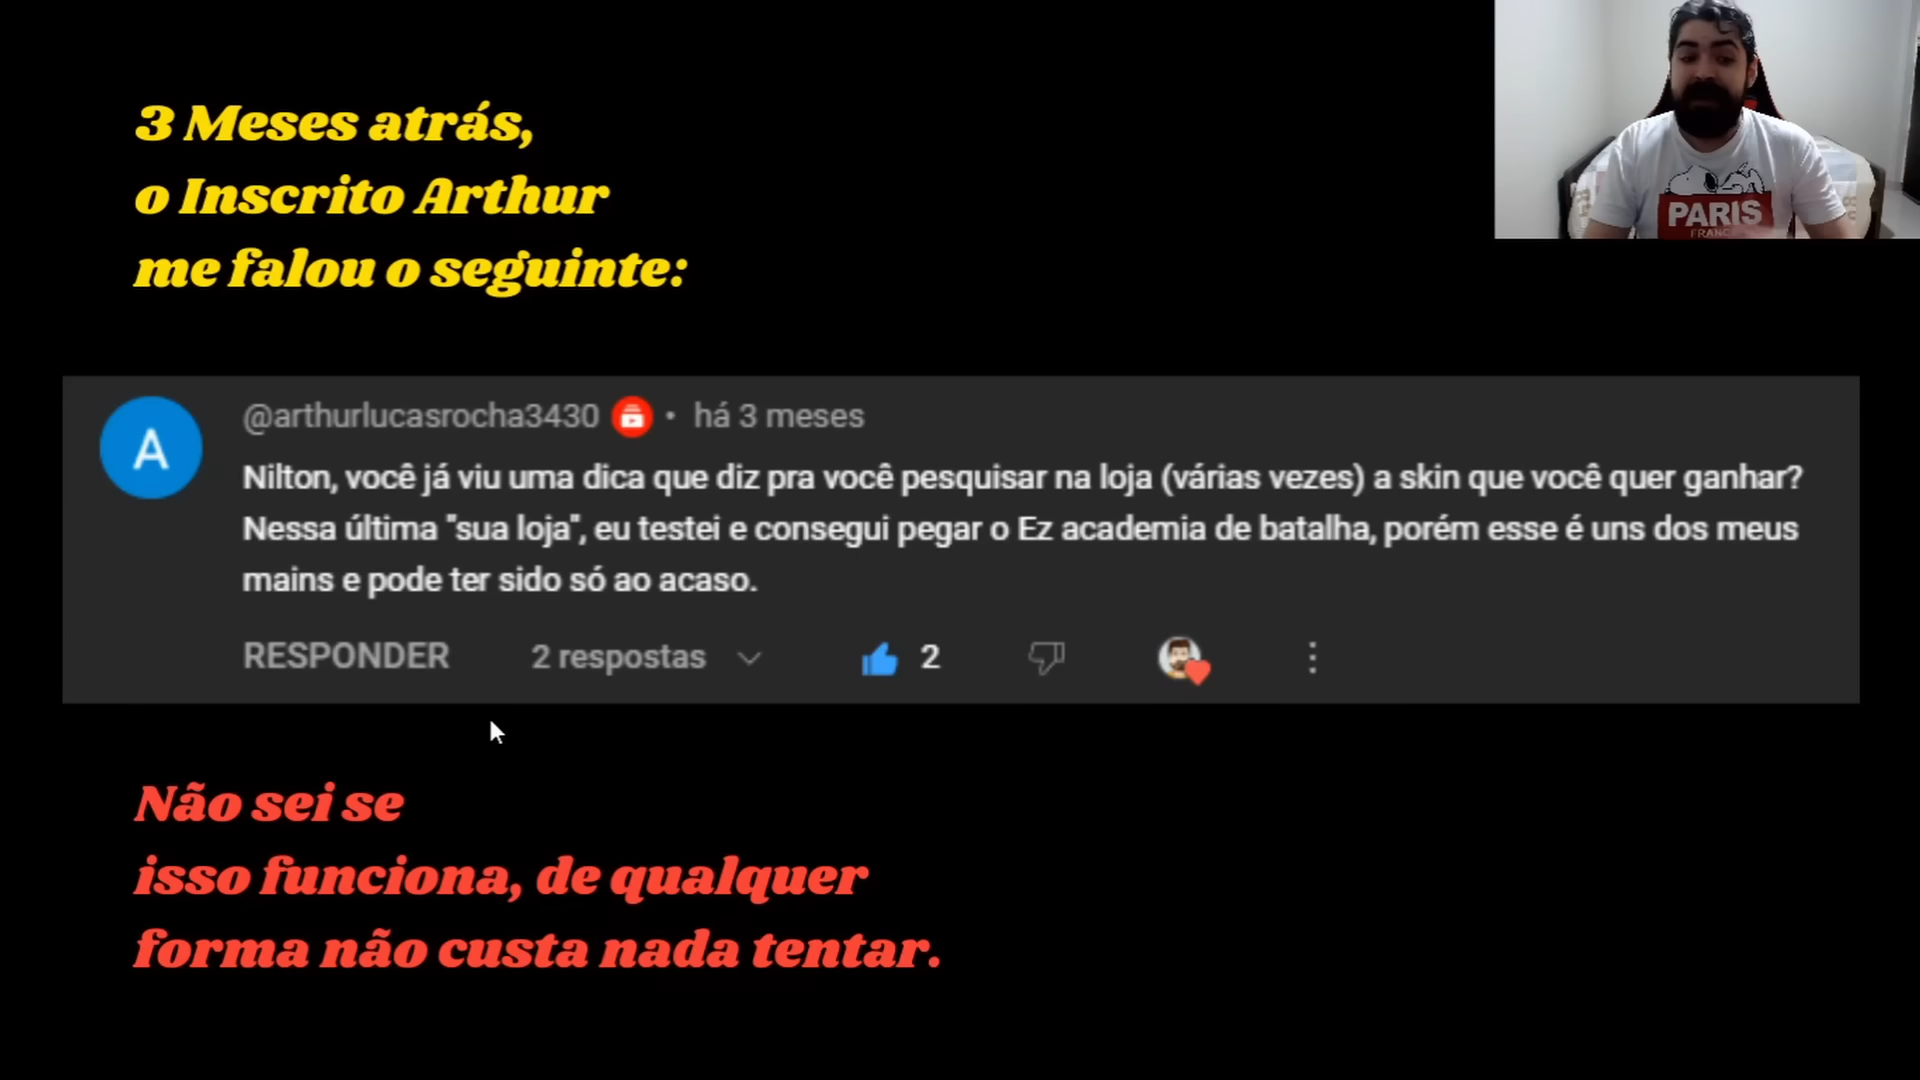 3 Meses atrás,
o Inscrito Arthur
me falou o seguinte:
PARIS
FRANC
A
@arthurlucasrocha3430 • há 3 meses
Nilton, você já viu uma dica que diz pra você pesquisar na loja (várias vezes) a skin que você quer ganhar?
Nessa última "sua loja", eu testei e consegui pegar o Ez academia de batalha, porém esse é uns dos meus
mains e pode ter sido só ao acaso.
RESPONDER 2 respostas 2
Não sei se
isso funciona, de qualquer
forma não custa nada tentar.